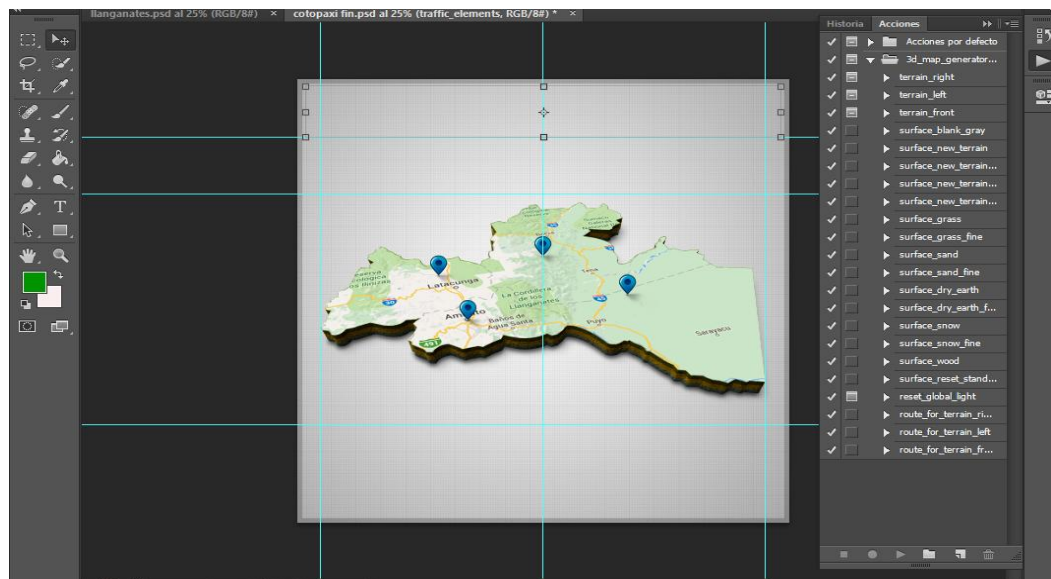 llanganates.psd al 25% (RGB/8#) ×
cotopaxi fin.psd al 25% (traffic_elements, RGB/8#) * ×
Historia
Acciones
Acciones por defecto
3d_map_generator...
terrain_right
terrain_left
terrain_front
surface_blank_gray
surface_new_terrain
surface_new_terrain...
surface_new_terrain...
surface_new_terrain...
surface_grass
surface_grass_fine
surface_sand
surface_sand_fine
surface_dry_earth
surface_dry_earth_f...
surface_snow
surface_snow_fine
surface_wood
surface_reset_stand...
reset_global_light
route_for_terrain_ri...
route_for_terrain_left
route_for_terrain_fr...
T
Latacunga
Tena
La Cordillera
de los
Llanganates
Ambato
Baños de
Agua Santa
Puyo
Sarayacu